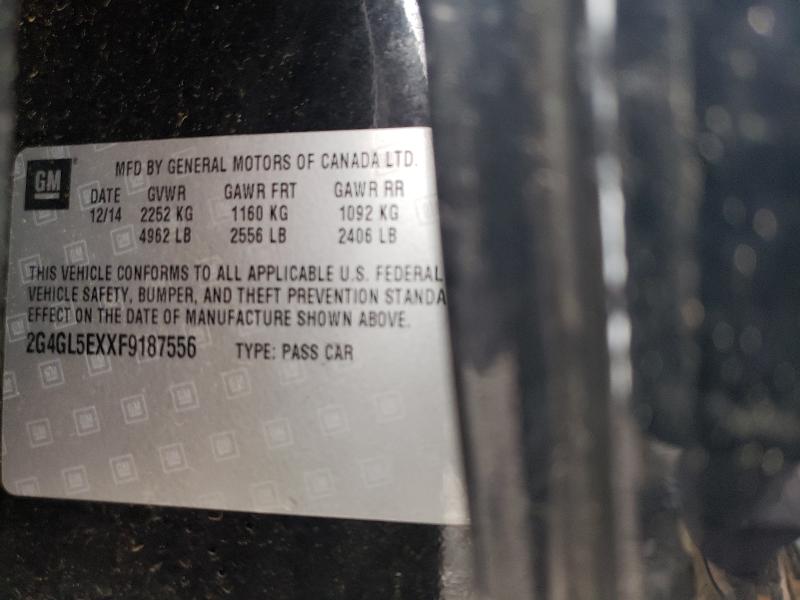 GM
MFD BY GENERAL MOTORS OF CANADA LTD.
DATE GVWR GAWR FRT GAWR RR
12/14 2252 KG 1160 KG 1092 KG
4962 LB 2556 LB 2406 LB
THIS VEHICLE CONFORMS TO ALL APPLICABLE U.S. FEDERAL
VEHICLE SAFETY, BUMPER, AND THEFT PREVENTION STANDA
EFFECT ON THE DATE OF MANUFACTURE SHOWN ABOVE.
2G4GL5EXXF9187556 TYPE: PASS CAR